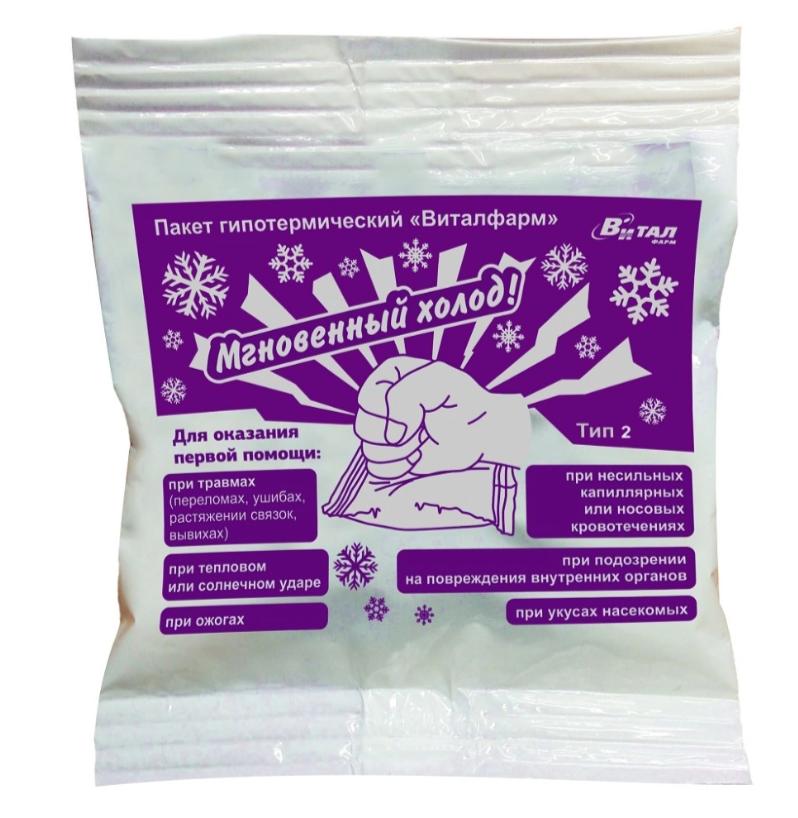 Пакет гипотермический «Виталфарм»
Витал
ФАРМ
Мгновенный холод!
Тип 2
Для оказания
первой помощи:
при травмах
(переломах, ушибах,
растяжении связок,
вывихах)
при тепловом
или солнечном ударе
при ожогах
при несильных
капиллярных
или носовых
кровотечениях
при подозрении
на повреждения внутренних органов
при укусах насекомых